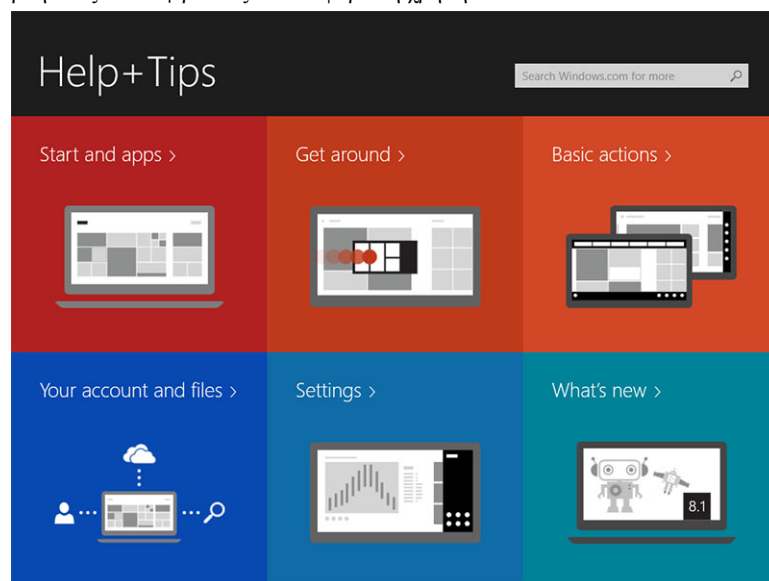 Help+Tips
Search Windows.com for more
Start and apps >
Get around >
Basic actions >
Your account and files >
Settings >
What's new >
8.1